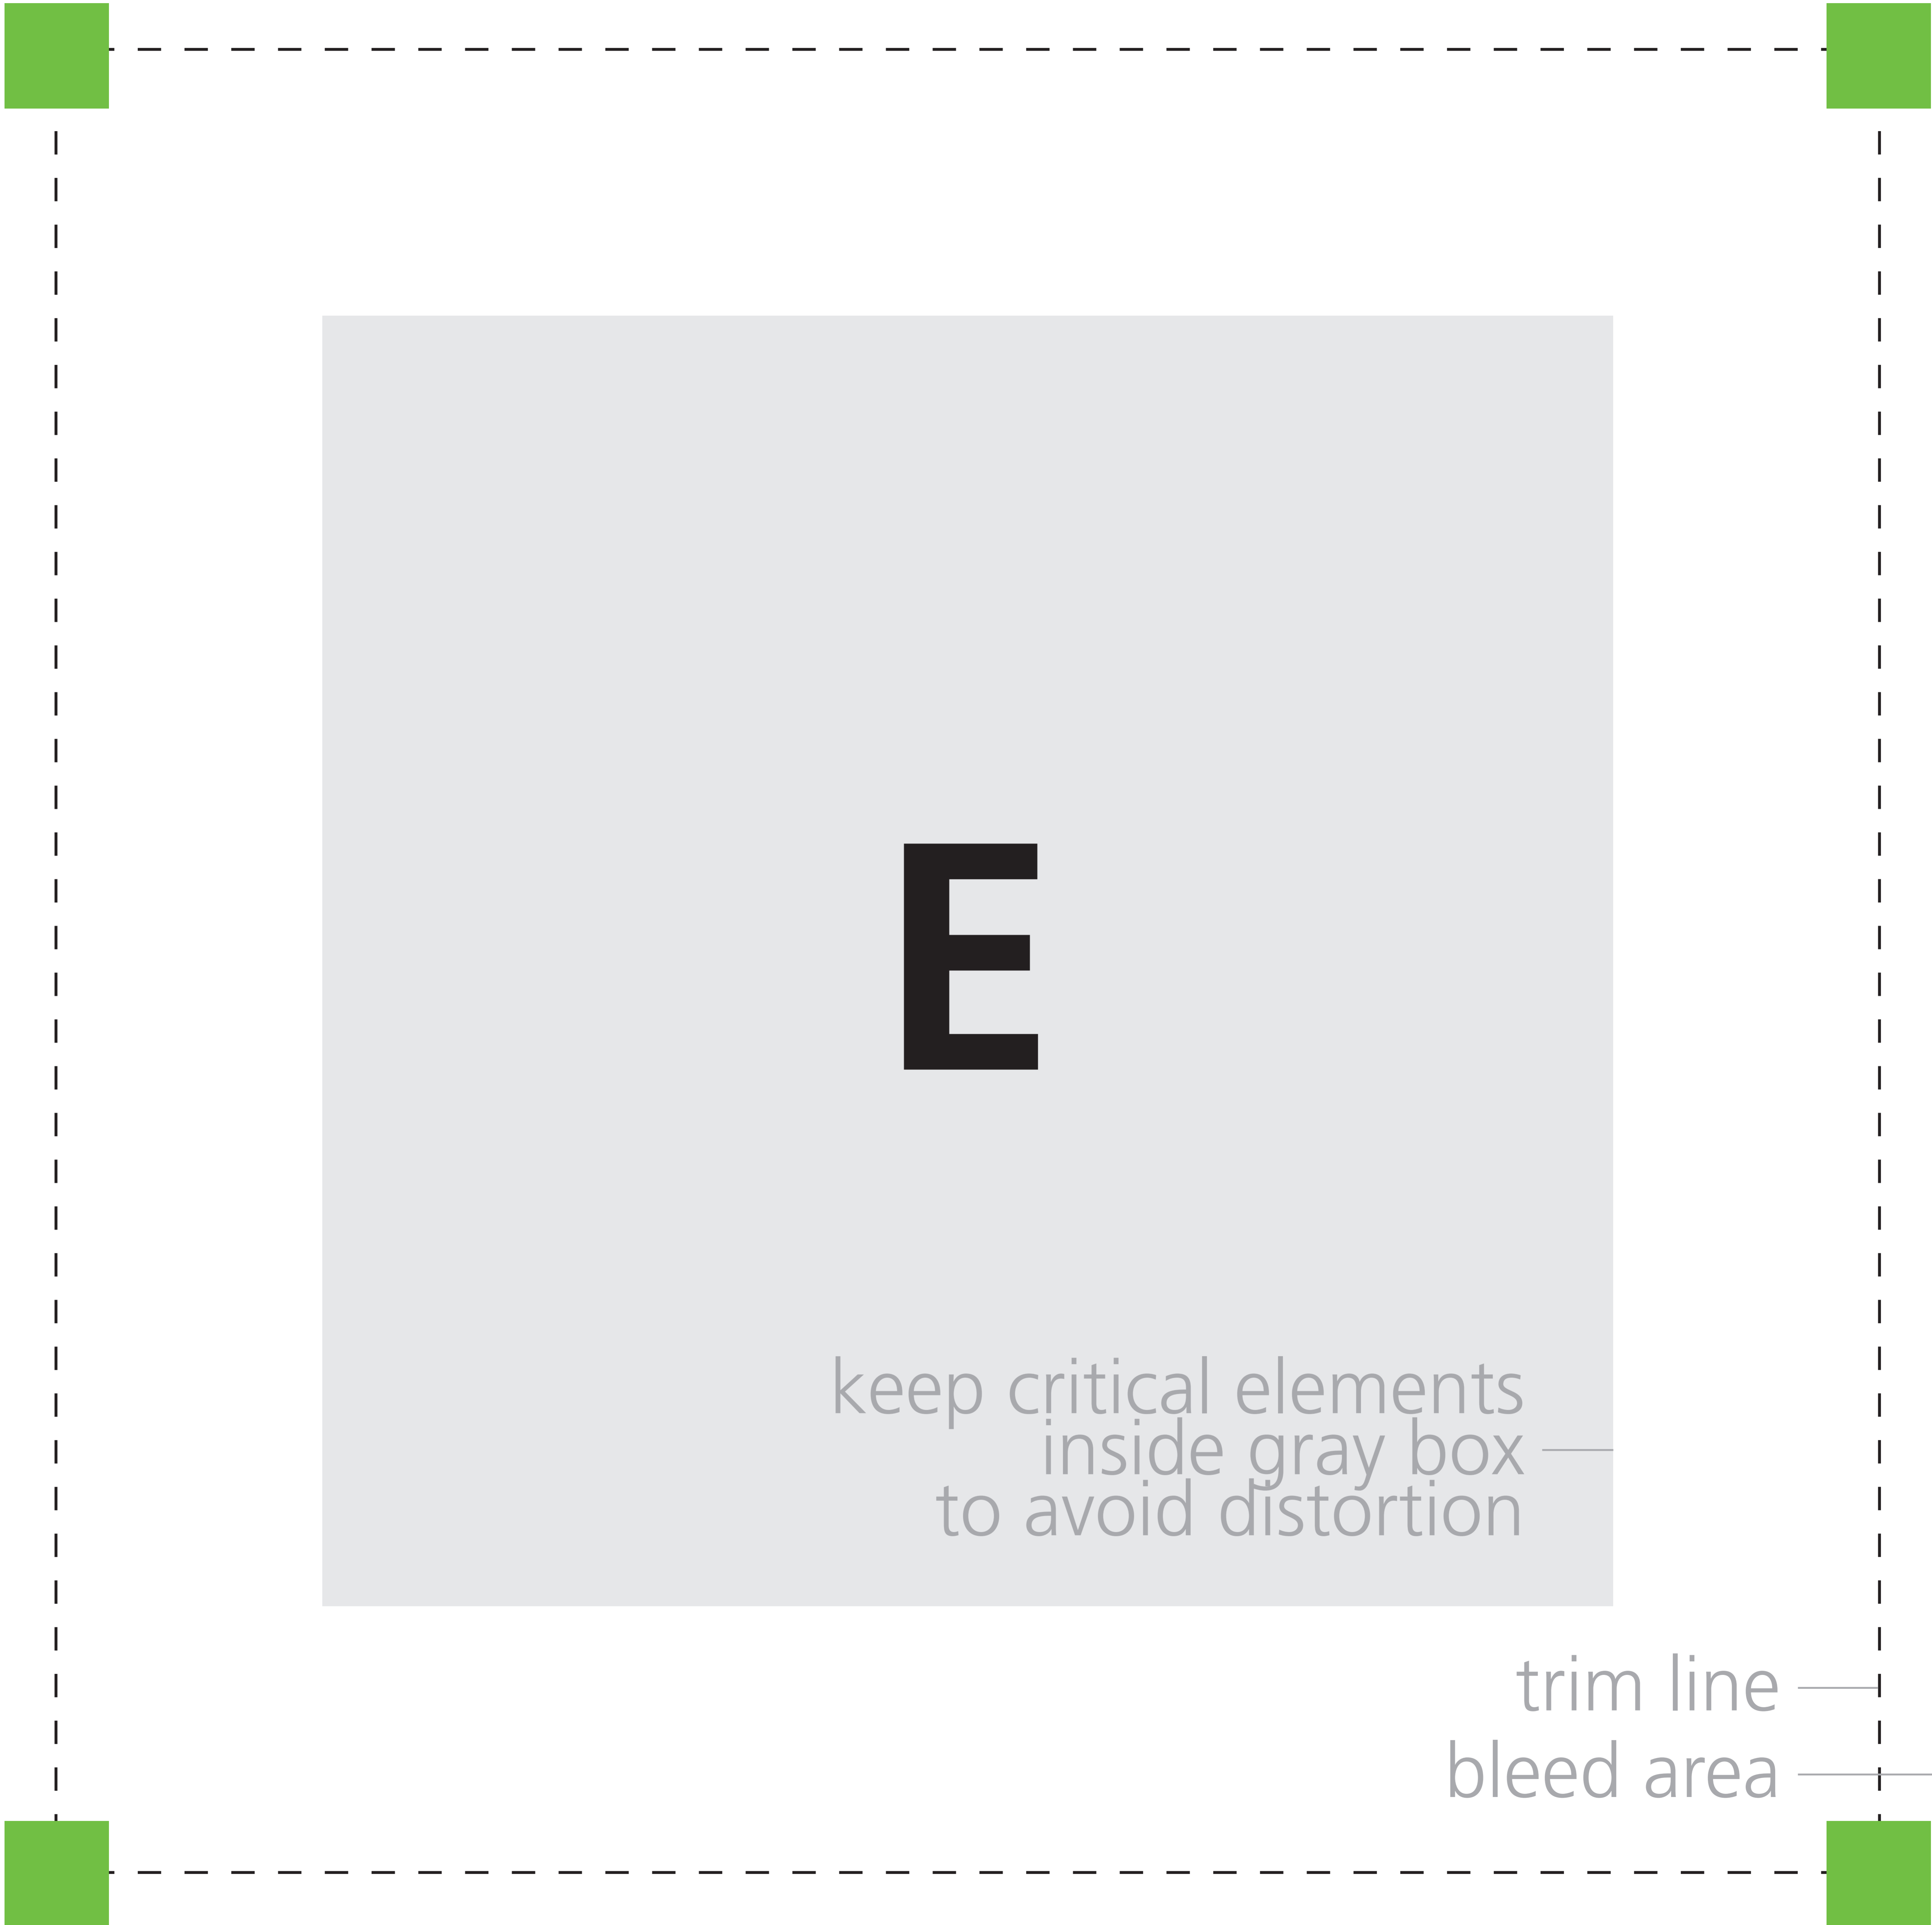 E
keep critical elements
inside gray box
to avoid distortion
trim line
bleed area